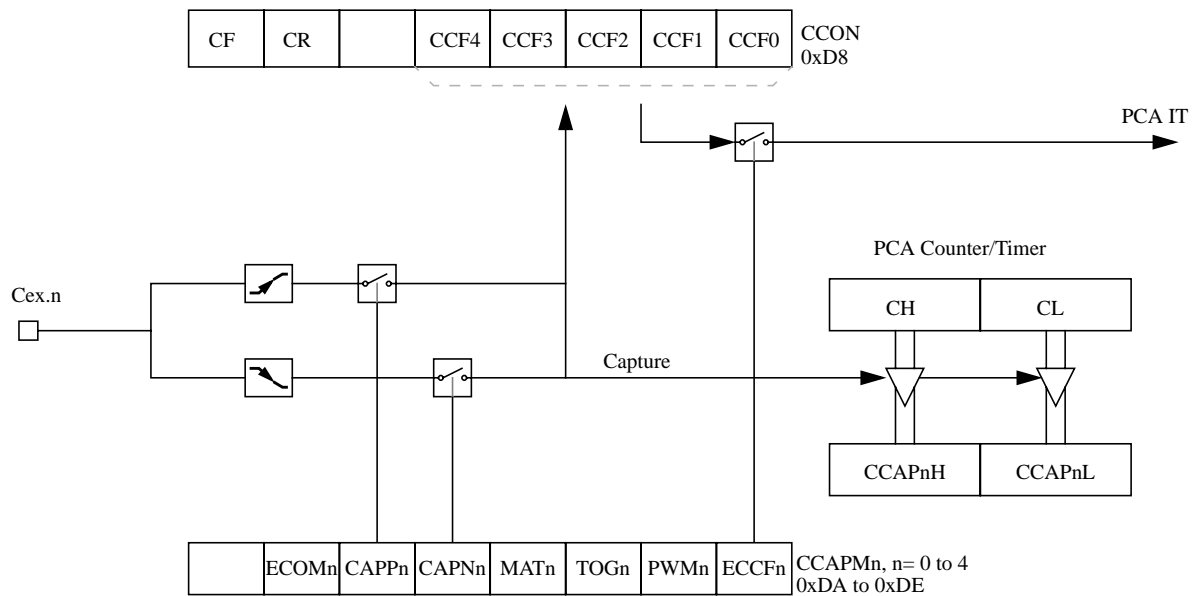 CF CR CCF4 CCF3 CCF2 CCF1 CCF0 CCON
0xD8
PCA IT
PCA Counter/Timer
Cex.n
CH CL
Capture
CCAPnH CCAPnL
ECOMn CAPPn CAPNn MATn TOGn PWMn ECCFn CCAPMn, n= 0 to 4
0xDA to 0xDE